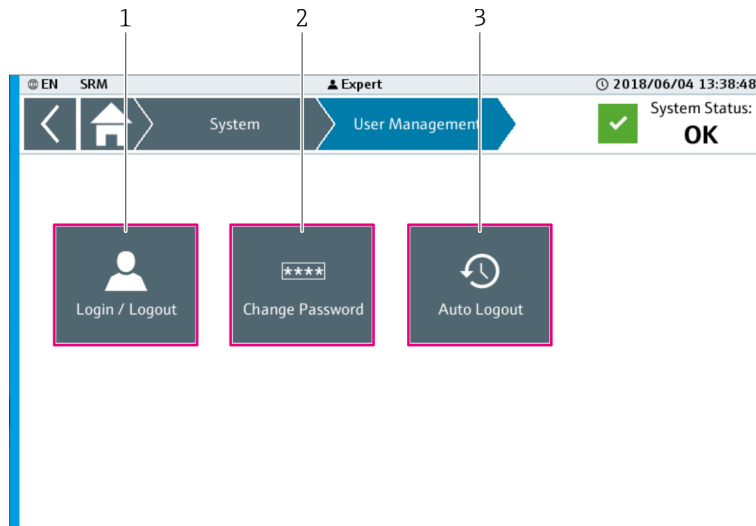 1 2 3
EN SRM Expert 2018/06/04 13:38:48
System User Management System Status:
OK
****
Login / Logout Change Password Auto Logout